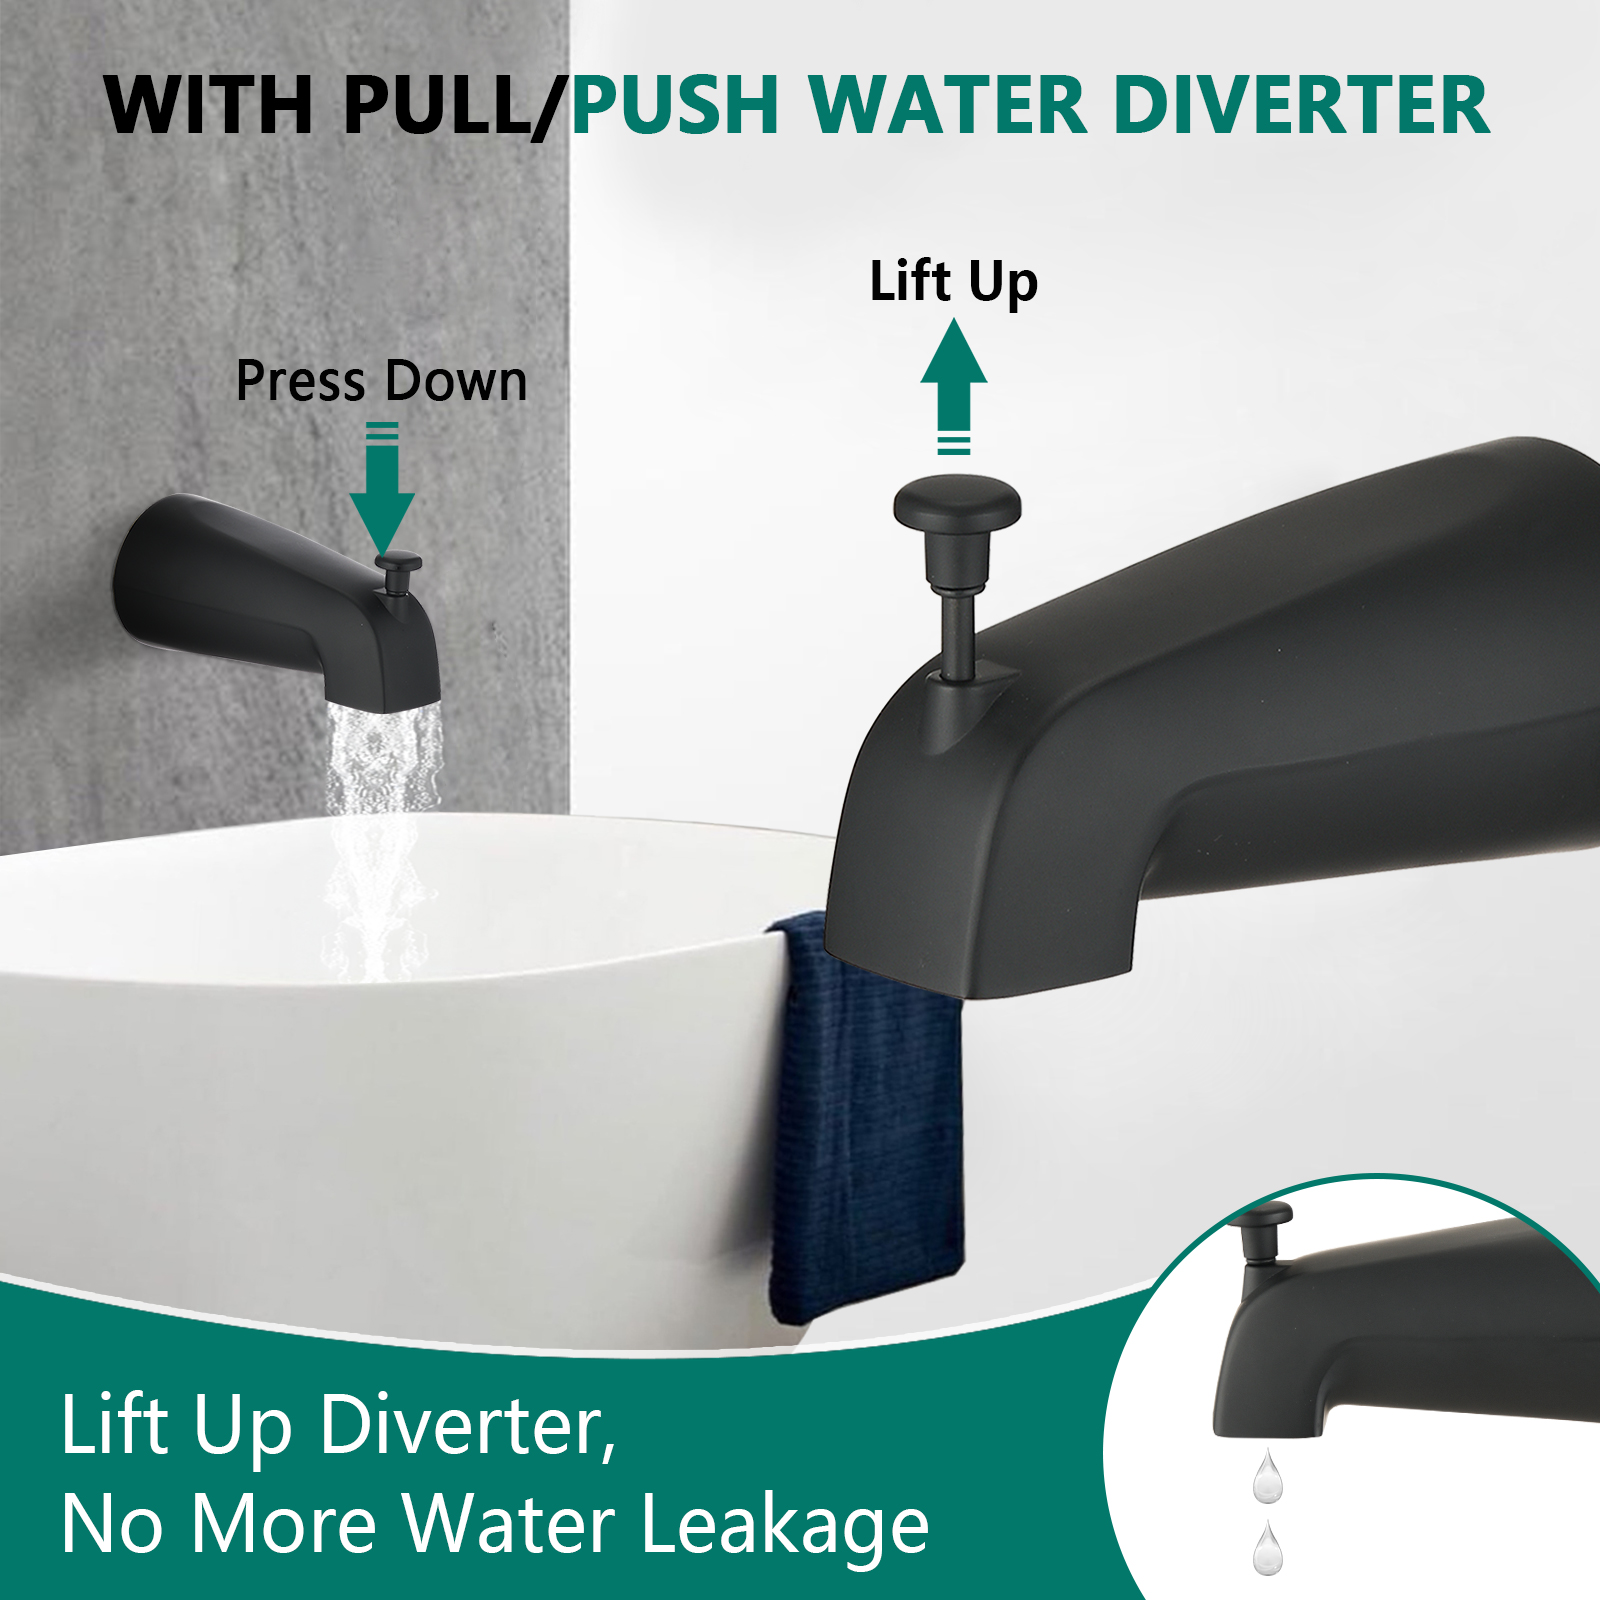 WITH PULL/PUSH WATER DIVERTER
Lift Up
Press Down
Lift Up Diverter,
No More Water Leakage